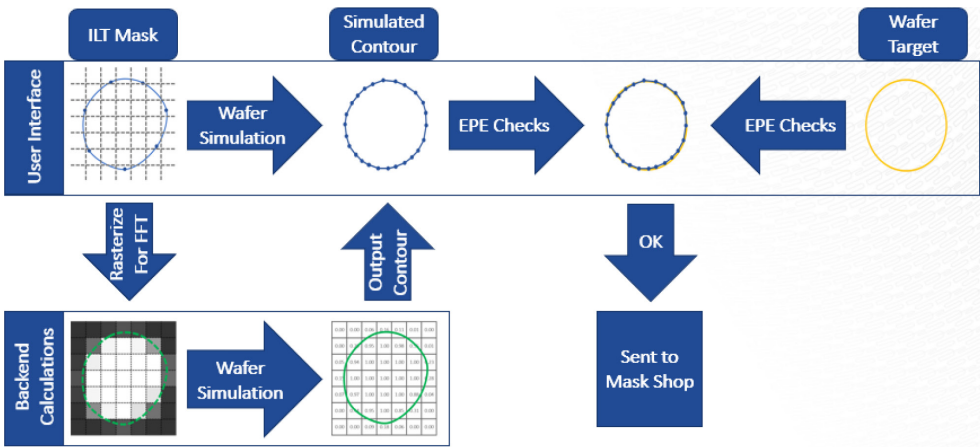 ILT Mask
Simulated
Contour
Wafer
Target
User Interface
Wafer
Simulation
EPE Checks
EPE Checks
Rasterize
For FFT
Output
Contour
OK
Backend
Calculations
Wafer
Simulation
Sent to
Mask Shop